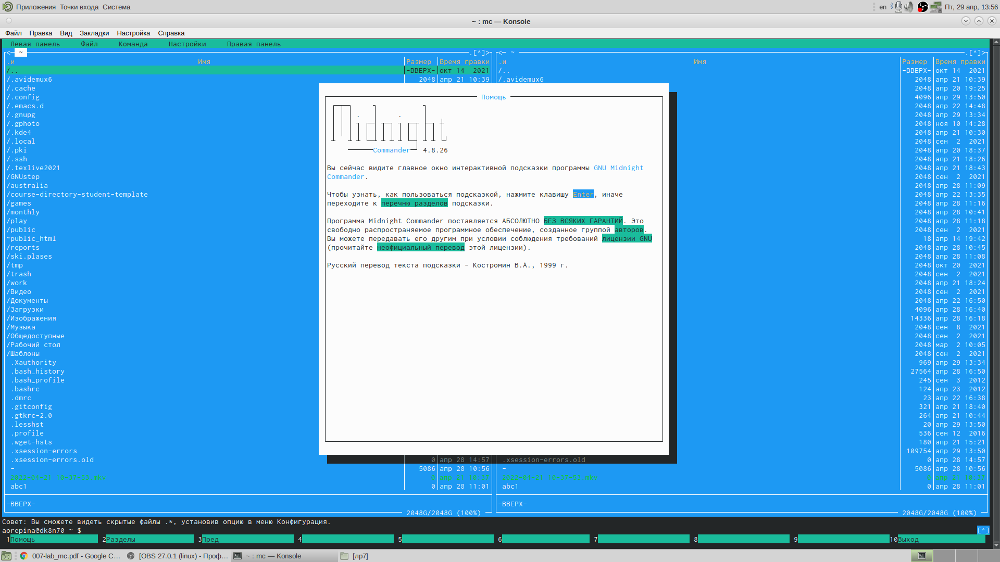 Приложения Точки входа Система
en Пт, 29 апр, 13:56
~ : mc — Konsole
Файл Правка Вид Закладки Настройка Справка
Левая панель Файл Команда Настройки Правая панель
<─ ~ .[^]> <─ ~ .[^]>
.и Имя Размер Время правки .и Имя Размер Время правки
/.. -ВВЕРХ- окт 14 2021 /.. -ВВЕРХ- окт 14 2021
/.avidemux6 2048 апр 21 10:39 /.avidemux6 2048 апр 21 10:39
/.cache 2048 апр 20 19:25
/.config 4096 апр 29 13:50
/.emacs.d 2048 апр 22 14:48
/.gnupg 2048 апр 29 13:34
/.gphoto 2048 ноя 10 14:28
/.kde4 2048 апр 21 10:30
/.local 2048 сен 2 2021
/.pki 2048 апр 20 18:37
/.ssh 2048 апр 21 18:26
/.texlive2021 2048 апр 21 18:43
/GNUstep 2048 сен 2 2021
/australia 2048 апр 28 11:09
/course-directory-student-template 2048 апр 22 13:35
/games 2048 апр 28 11:16
/monthly 2048 апр 28 10:41
/play 2048 апр 28 11:18
/public 2048 сен 2 2021
~public_html 18 апр 14 19:42
/reports 2048 апр 28 10:45
/ski.plases 2048 апр 28 11:08
/tmp 2048 окт 20 2021
/trash 2048 сен 2 2021
/work 2048 апр 21 18:24
/Видео 2048 сен 2 2021
/Документы 2048 апр 22 16:50
/Загрузки 4096 апр 28 16:40
/Изображения 14336 апр 28 16:18
/Музыка 2048 сен 8 2021
/Общедоступные 2048 сен 2 2021
/Рабочий стол 2048 мар 2 10:05
/Шаблоны 2048 сен 2 2021
.Xauthority 969 апр 29 13:34
.bash_history 27564 апр 28 16:50
.bash_profile 245 сен 3 2012
.bashrc 124 апр 23 2012
.dmrc 23 апр 22 16:38
.gitconfig 321 апр 21 18:40
.gtkrc-2.0 264 апр 21 10:44
.lesshst 20 апр 29 13:50
.profile 536 сен 12 2016
.wget-hsts 180 апр 21 15:21
.xsession-errors 109754 апр 29 13:50
.xsession-errors.old 0 апр 28 14:57 .xsession-errors.old 0 апр 28 14:57
- 5086 апр 28 10:56 - 5086 апр 28 10:56
abc1 0 апр 28 11:01 abc1 0 апр 28 11:01
-ВВЕРХ- -ВВЕРХ-
2048G/2048G (100%) 2048G/2048G (100%)
Помощь
Midnight
Commander 4.8.26
Вы сейчас видите главное окно интерактивной подсказки программы GNU Midnight
Commander.
Чтобы узнать, как пользоваться подсказкой, нажмите клавишу Enter, иначе
переходите к перечню разделов подсказки.
Программа Midnight Commander поставляется АБСОЛЮТНО БЕЗ ВСЯКИХ ГАРАНТИЙ. Это
свободно распространяемое программное обеспечение, созданное группой авторов.
Вы можете передавать его другим при условии соблюдения требований лицензии GNU
(прочитайте неофициальный перевод этой лицензии).
Русский перевод текста подсказки - Костромин В.А., 1999 г.
Совет: Вы сможете видеть скрытые файлы .*, установив опцию в меню Конфигурация.
aorepina@dk8n70 ~ $ [^]
1Помощь 2Разделы 3Пред 4 5 6 7 8 9 10Выход
007-lab_mc.pdf - Google C... [OBS 27.0.1 (linux) - Проф... ~ : mc — Konsole [лр7]